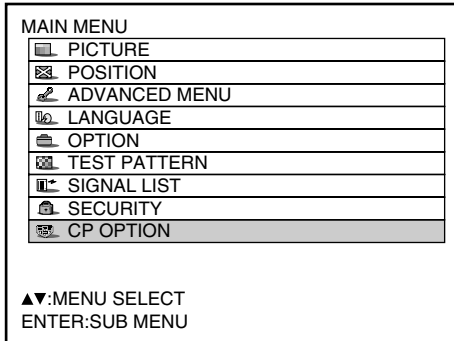 MAIN MENU
PICTURE
POSITION
ADVANCED MENU
LANGUAGE
OPTION
TEST PATTERN
SIGNAL LIST
SECURITY
CP OPTION
▲▼:MENU SELECT
ENTER:SUB MENU